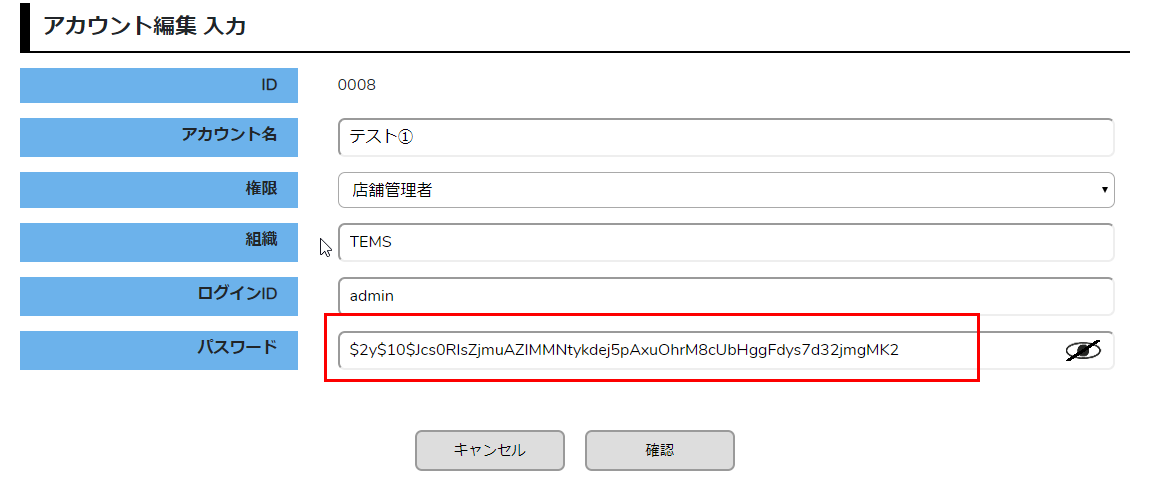 アカウント編集 入力
ID 0008
アカウント名 テスト①
権限 店舗管理者
組織 TEMS
ログインID admin
パスワード $2y$10$Jcs0RIsZjmuAZIMMNtykdej5pAxuOhrM8cUbHggFdys7d32jmgMK2
キャンセル 確認